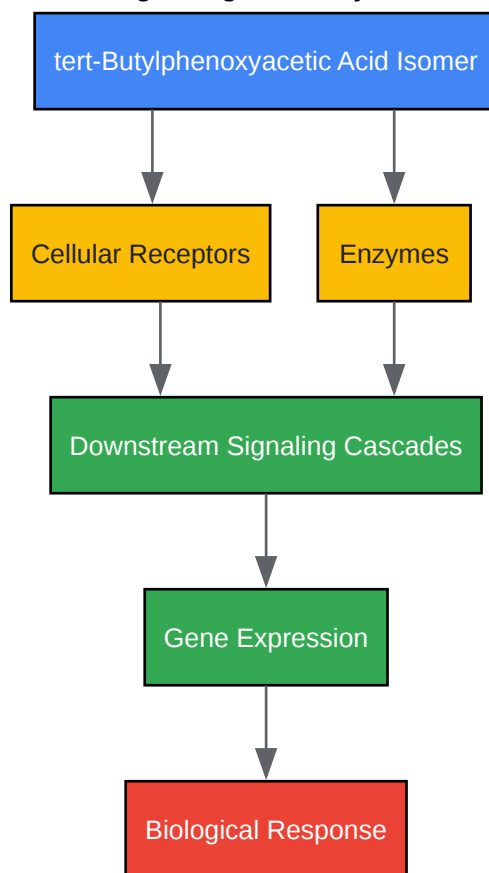 tert-Butylphenoxyacetic Acid Isomer
Cellular Receptors
Enzymes
Downstream Signaling Cascades
Gene Expression
Biological Response